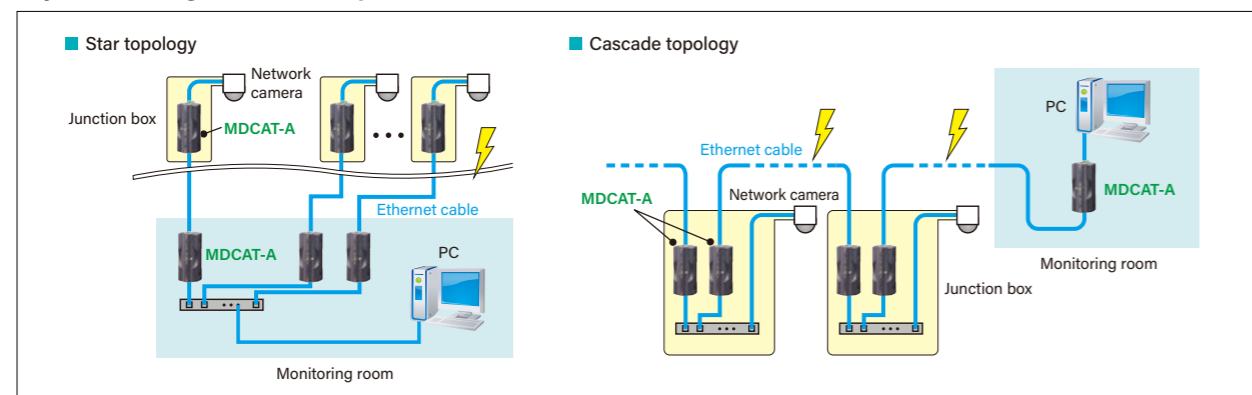 Star topology
Network
camera
Junction box
MDCAT-A
Ethernet cable
MDCAT-A
PC
Monitoring room
Cascade topology
PC
Ethernet cable
MDCAT-A
Network camera
MDCAT-A
Monitoring room
Junction box